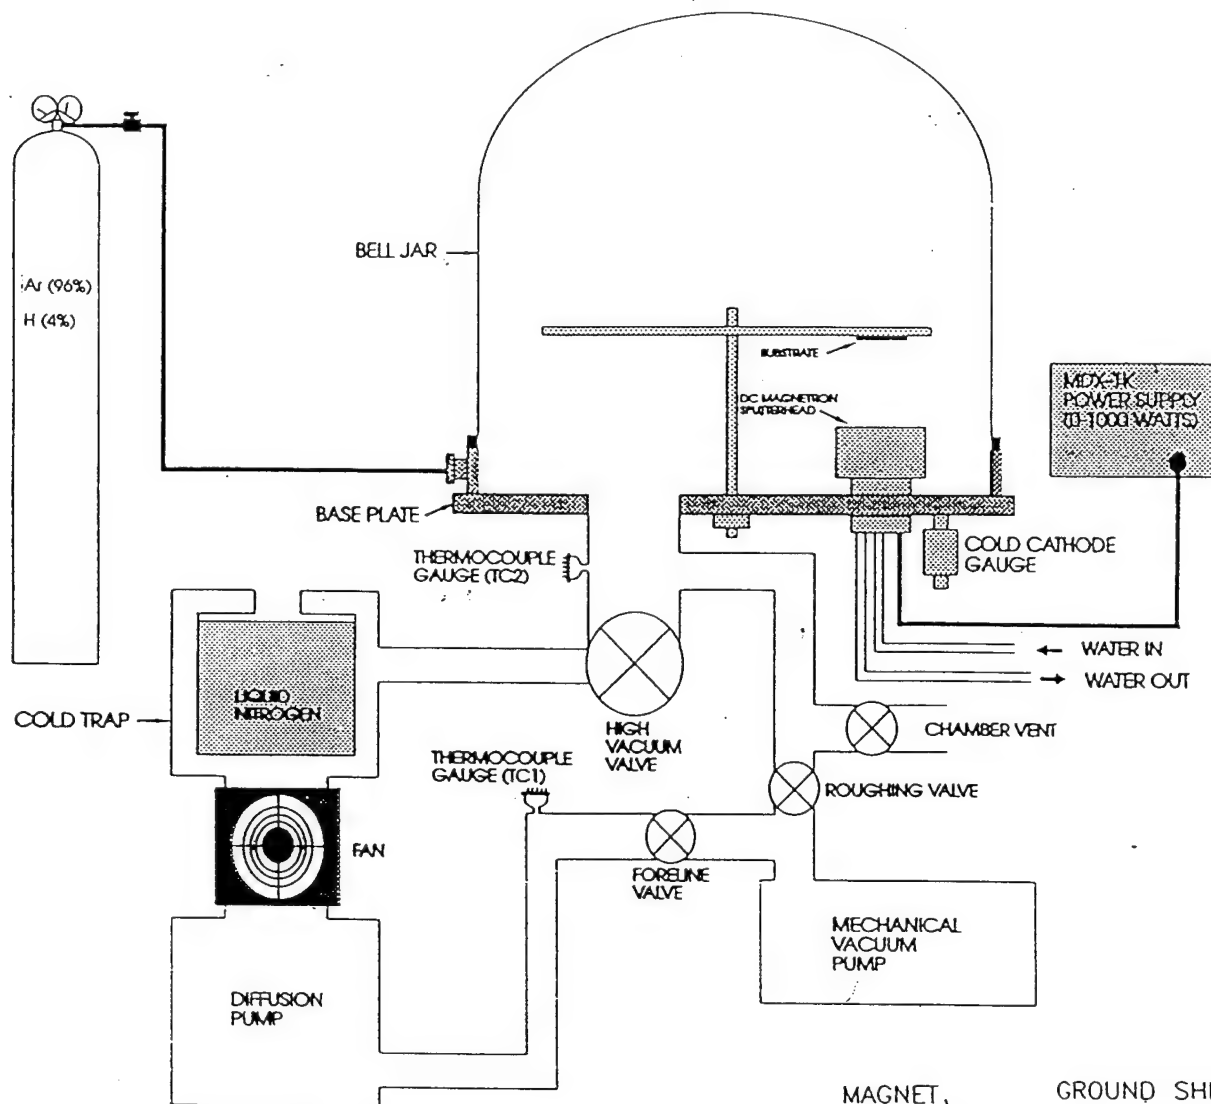 Ar (96%)
H (4%)
BELL JAR
SUBSTRATE
DC MAGNETRON
SPUTTERHEAD
MDX-1K
POWER SUPPLY
(0-1000 WATTS)
BASE PLATE
THERMOCOUPLE
GAUGE (TC2)
COLD CATHODE
GAUGE
WATER IN
WATER OUT
LIQUID
NITROGEN
COLD TRAP
HIGH
VACUUM
VALVE
CHAMBER VENT
THERMOCOUPLE
GAUGE (TC1)
ROUGHING VALVE
FAN
FORELINE
VALVE
MECHANICAL
VACUUM
PUMP
DIFFUSION
PUMP
MAGNET,
GROUND